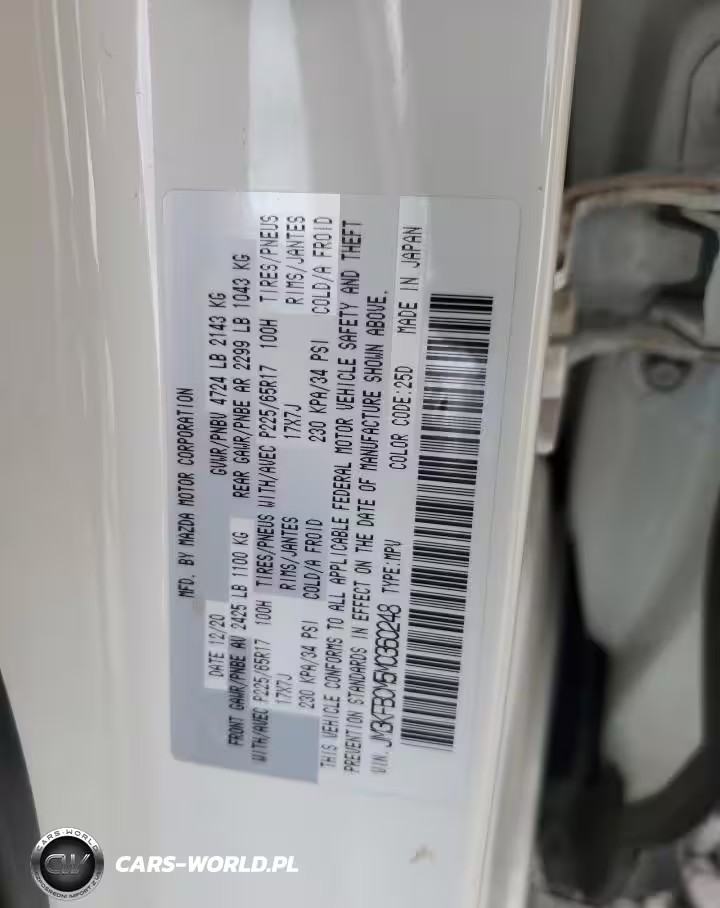 MFD. BY MAZDA MOTOR CORPORATION
DATE 12/20 GVWR/PNBV 4724 LB 2143 KG
FRONT GAWR/PNBE AV 2425 LB 1100 KG REAR GAWR/PNBE AR 2299 LB 1043 KG
WITH/AVEC P225/65R17 100H TIRES/PNEUS WITH/AVEC P225/65R17 100H TIRES/PNEUS
17X7J RIMS/JANTES 17X7J RIMS/JANTES
230 KPA/34 PSI COLD/A FROID 230 KPA/34 PSI COLD/A FROID
THIS VEHICLE CONFORMS TO ALL APPLICABLE FEDERAL MOTOR VEHICLE SAFETY AND THEFT
PREVENTION STANDARDS IN EFFECT ON THE DATE OF MANUFACTURE SHOWN ABOVE.
VIN: JM3KFBCM5M0360248 TYPE:MPV COLOR CODE:25D MADE IN JAPAN
CARS-WORLD
CW
CARS-WORLD.PL